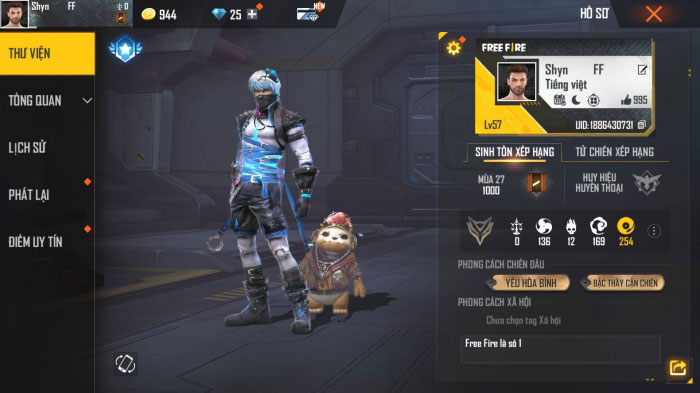 Shyn FF
0
944
25
NEW
HỒ SƠ
THƯ VIỆN
TỔNG QUAN
LỊCH SỬ
PHÁT LẠI
ĐIỂM UY TÍN
FREE FIRE
Shyn FF
Tiếng việt
995
Lv57
UID:1886430731
SINH TỒN XẾP HẠNG
TỬ CHIẾN XẾP HẠNG
MÙA 27
1000
HUY HIỆU
HUYỀN THOẠI
0 136 12 169 254
PHONG CÁCH CHIẾN ĐẤU
YÊU HÒA BÌNH
BẬC THẦY CẬN CHIẾN
PHONG CÁCH XÃ HỘI
Chưa chọn tag Xã hội
Free Fire là số 1